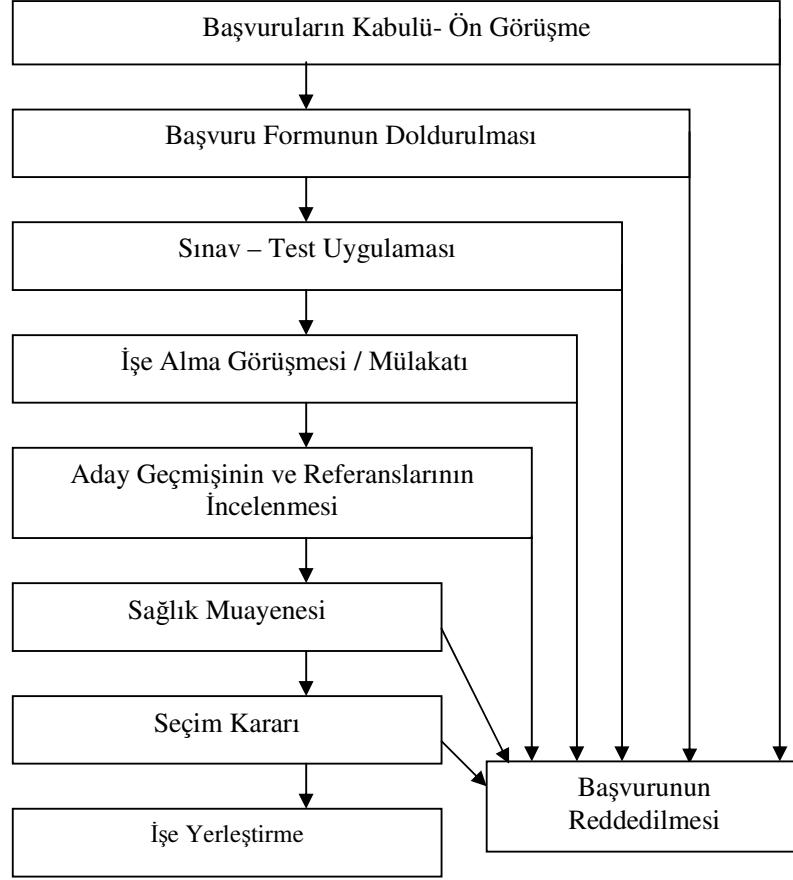 Başvuruların Kabulü- Ön Görüşme
Başvuru Formunun Doldurulması
Sınav – Test Uygulaması
İşe Alma Görüşmesi / Mülakatı
Aday Geçmişinin ve Referanslarının
İncelenmesi
Sağlık Muayenesi
Seçim Kararı
Başvurunun
Reddedilmesi
İşe Yerleştirme